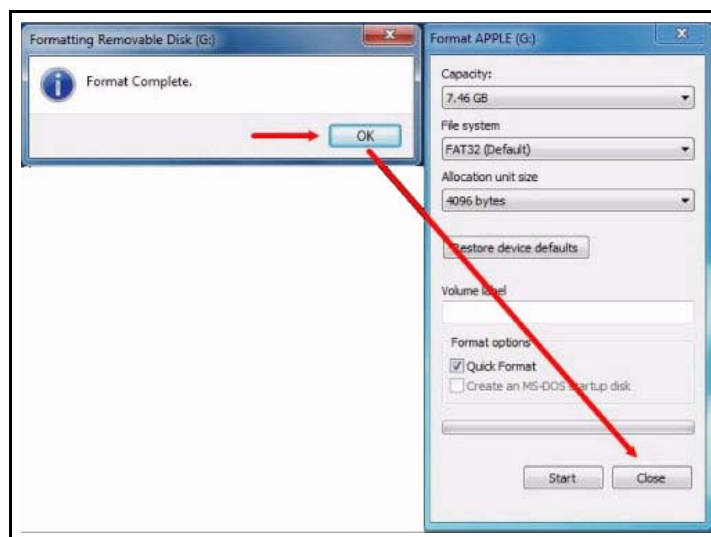 Formatting Removable Disk (G:)
Format Complete.
OK
Format APPLE (G:)
Capacity:
7.46 GB
File system
FAT32 (Default)
Allocation unit size
4096 bytes
Restore device defaults
Volume label
Format options
Quick Format
Create an MS-DOS startup disk
Start
Close